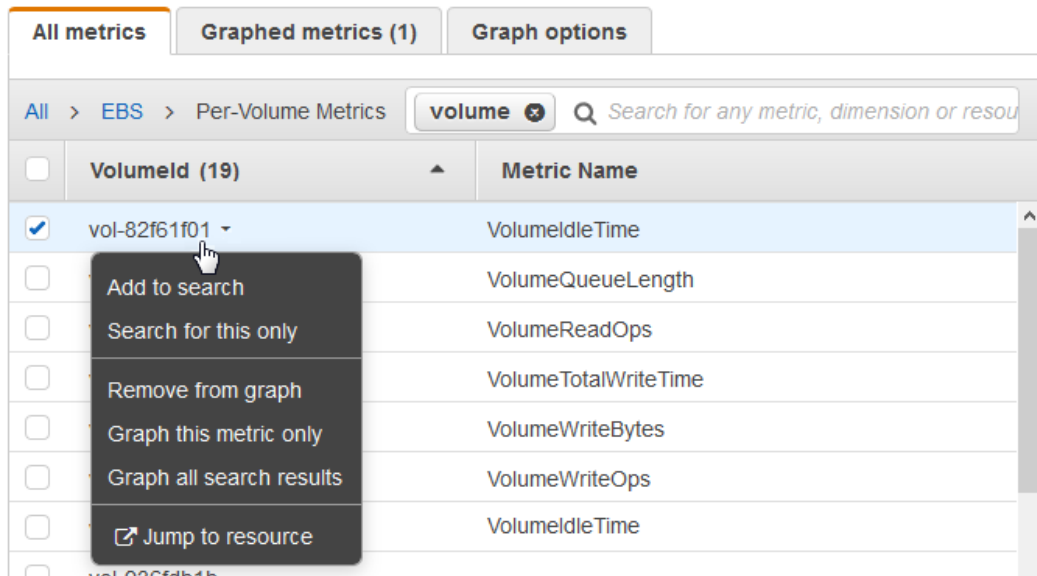 All metrics Graphed metrics (1) Graph options
All > EBS > Per-Volume Metrics volume Search for any metric, dimension or resou
VolumeId (19) Metric Name
vol-82f61f01 VolumeIdleTime
Add to search
VolumeQueueLength
Search for this only
VolumeReadOps
Remove from graph
VolumeTotalWriteTime
Graph this metric only
VolumeWriteBytes
Graph all search results
VolumeWriteOps
Jump to resource
VolumeIdleTime